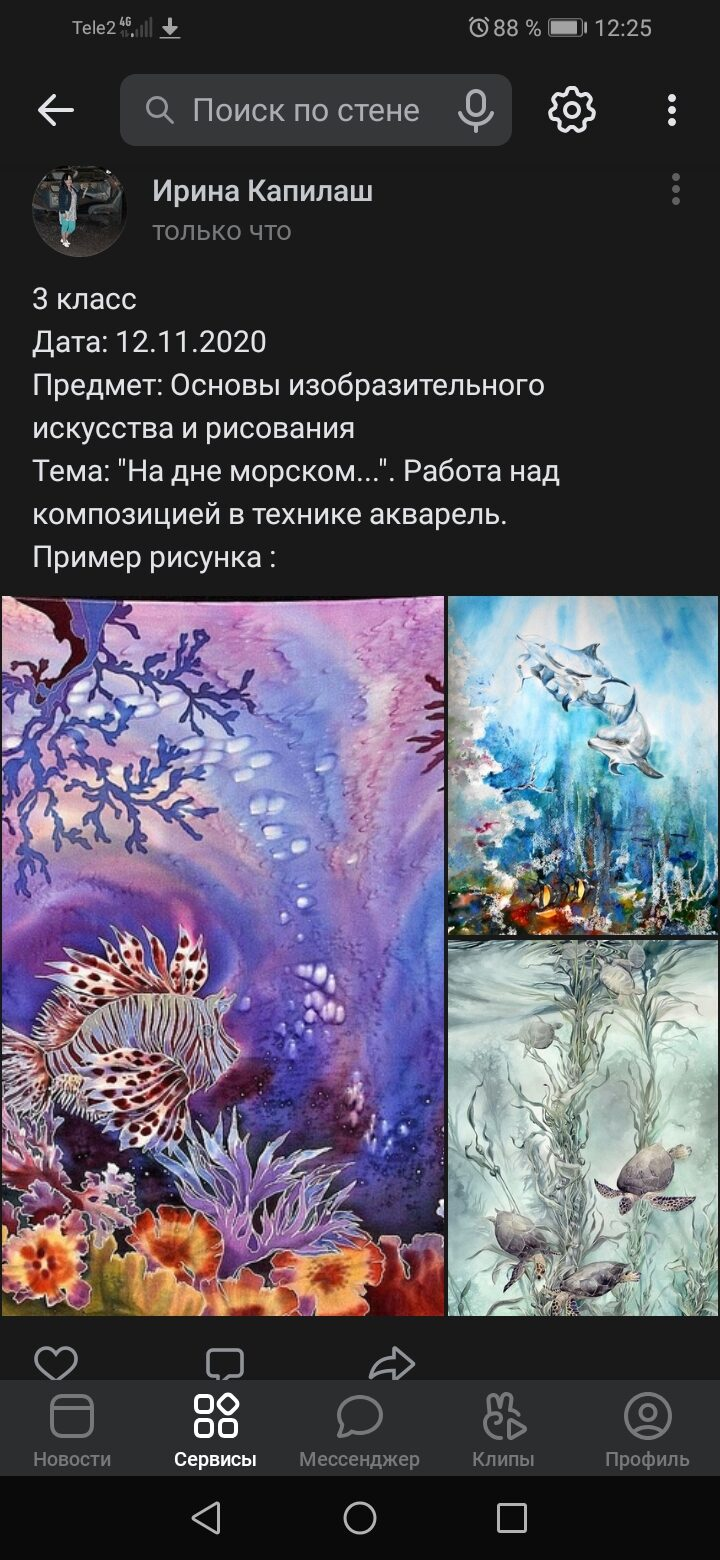 Tele2 4G 88 % 12:25
Поиск по стене
Ирина Капилаш
только что
3 класс
Дата: 12.11.2020
Предмет: Основы изобразительного
искусства и рисования
Тема: "На дне морском...". Работа над
композицией в технике акварель.
Пример рисунка :
Новости Сервисы Мессенджер Клипы Профиль